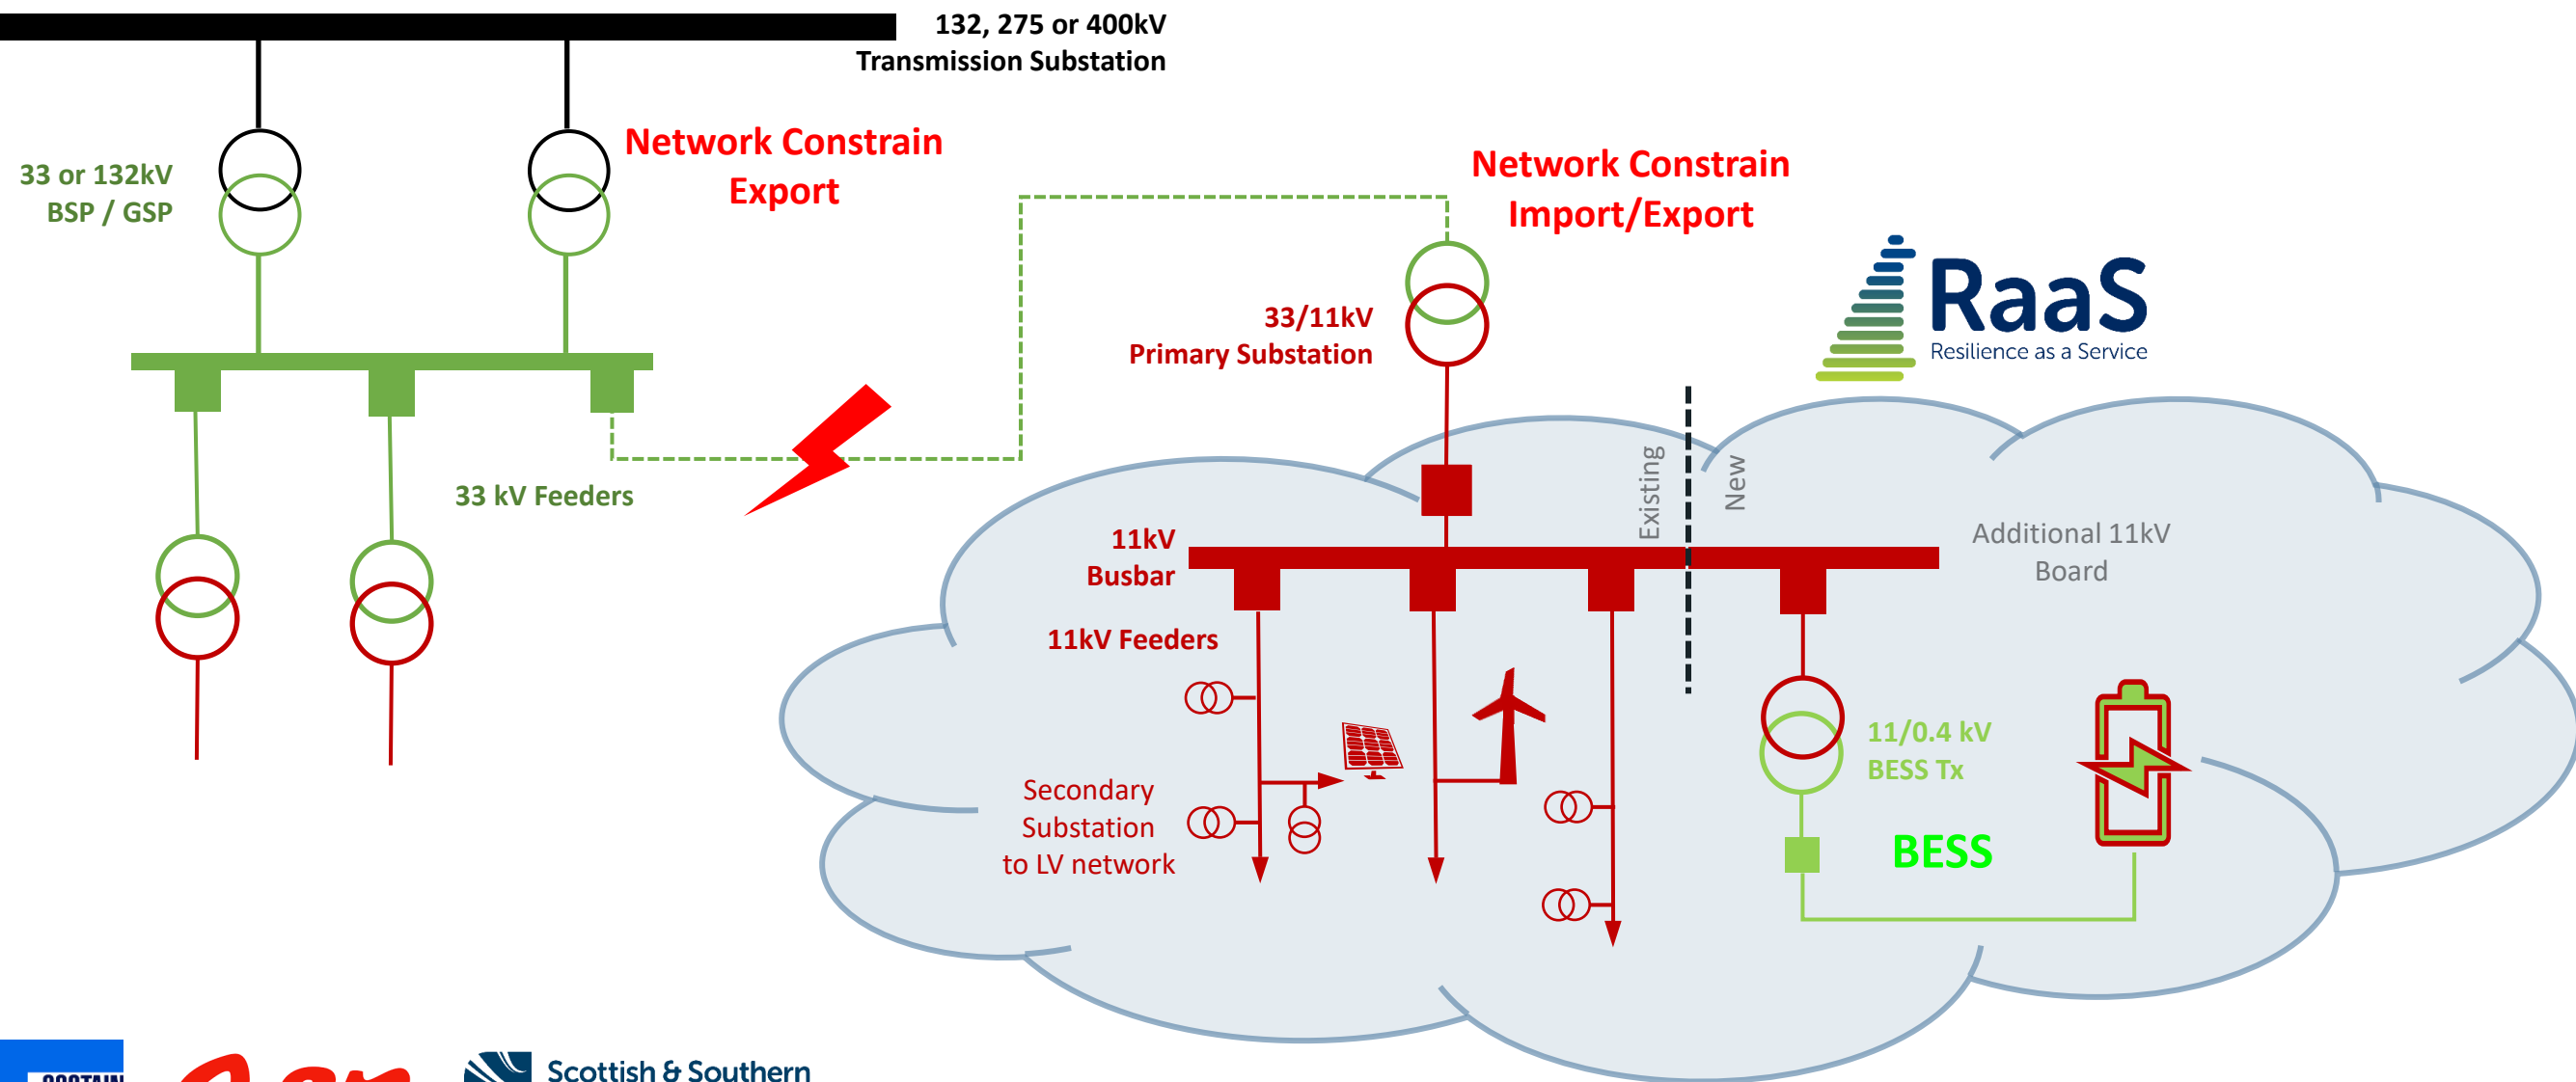 132, 275 or 400kV
Transmission Substation
Network Constrain
Export
33 or 132kV
BSP / GSP
Network Constrain
Import/Export
RaaS
Resilience as a Service
33/11kV
Primary Substation
33 kV Feeders
Existing
New
11kV
Busbar
Additional 11kV
Board
11kV Feeders
11/0.4 kV
BESS Tx
Secondary
Substation
to LV network
BESS
Scottish & Southern